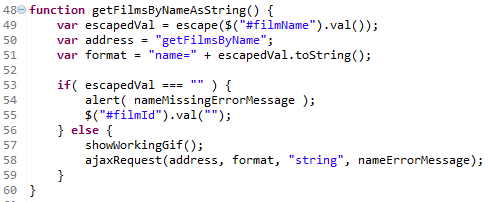 48 function getFilmsByNameAsString() {
49 var escapedVal = escape($("#filmName").val());
50 var address = "getFilmsByName";
51 var format = "name=" + escapedVal.toString();
52
53 if( escapedVal === "" ) {
54 alert( nameMissingErrorMessage );
55 $("#filmId").val("");
56 } else {
57 showWorkingGif();
58 ajaxRequest(address, format, "string", nameErrorMessage);
59 }
60 }